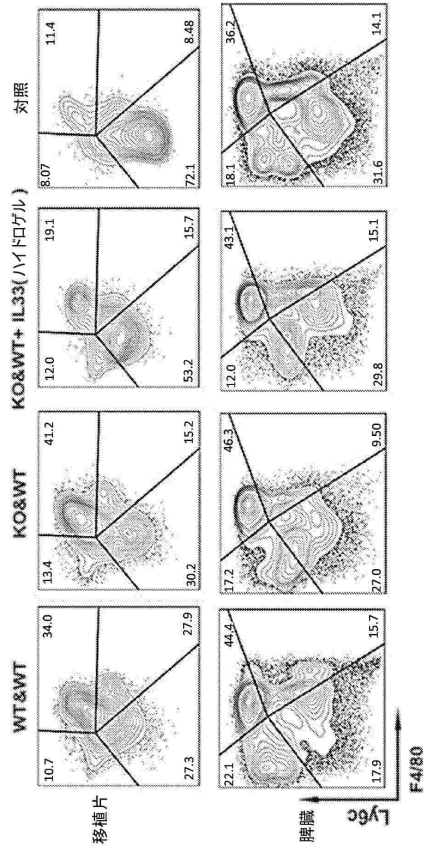 WT&WT KO&WT KO&WT+ IL33(ハイドロゲル) 対照
10.7 34.0 13.4 41.2 12.0 19.1 8.07 11.4
移植片
27.3 27.9 30.2 15.2 53.2 15.7 72.1 8.48
22.1 44.4 17.2 46.3 12.0 43.1 18.1 36.2
脾臓
17.9 15.7 27.0 9.50 29.8 15.1 31.6 14.1
Ly6c
F4/80